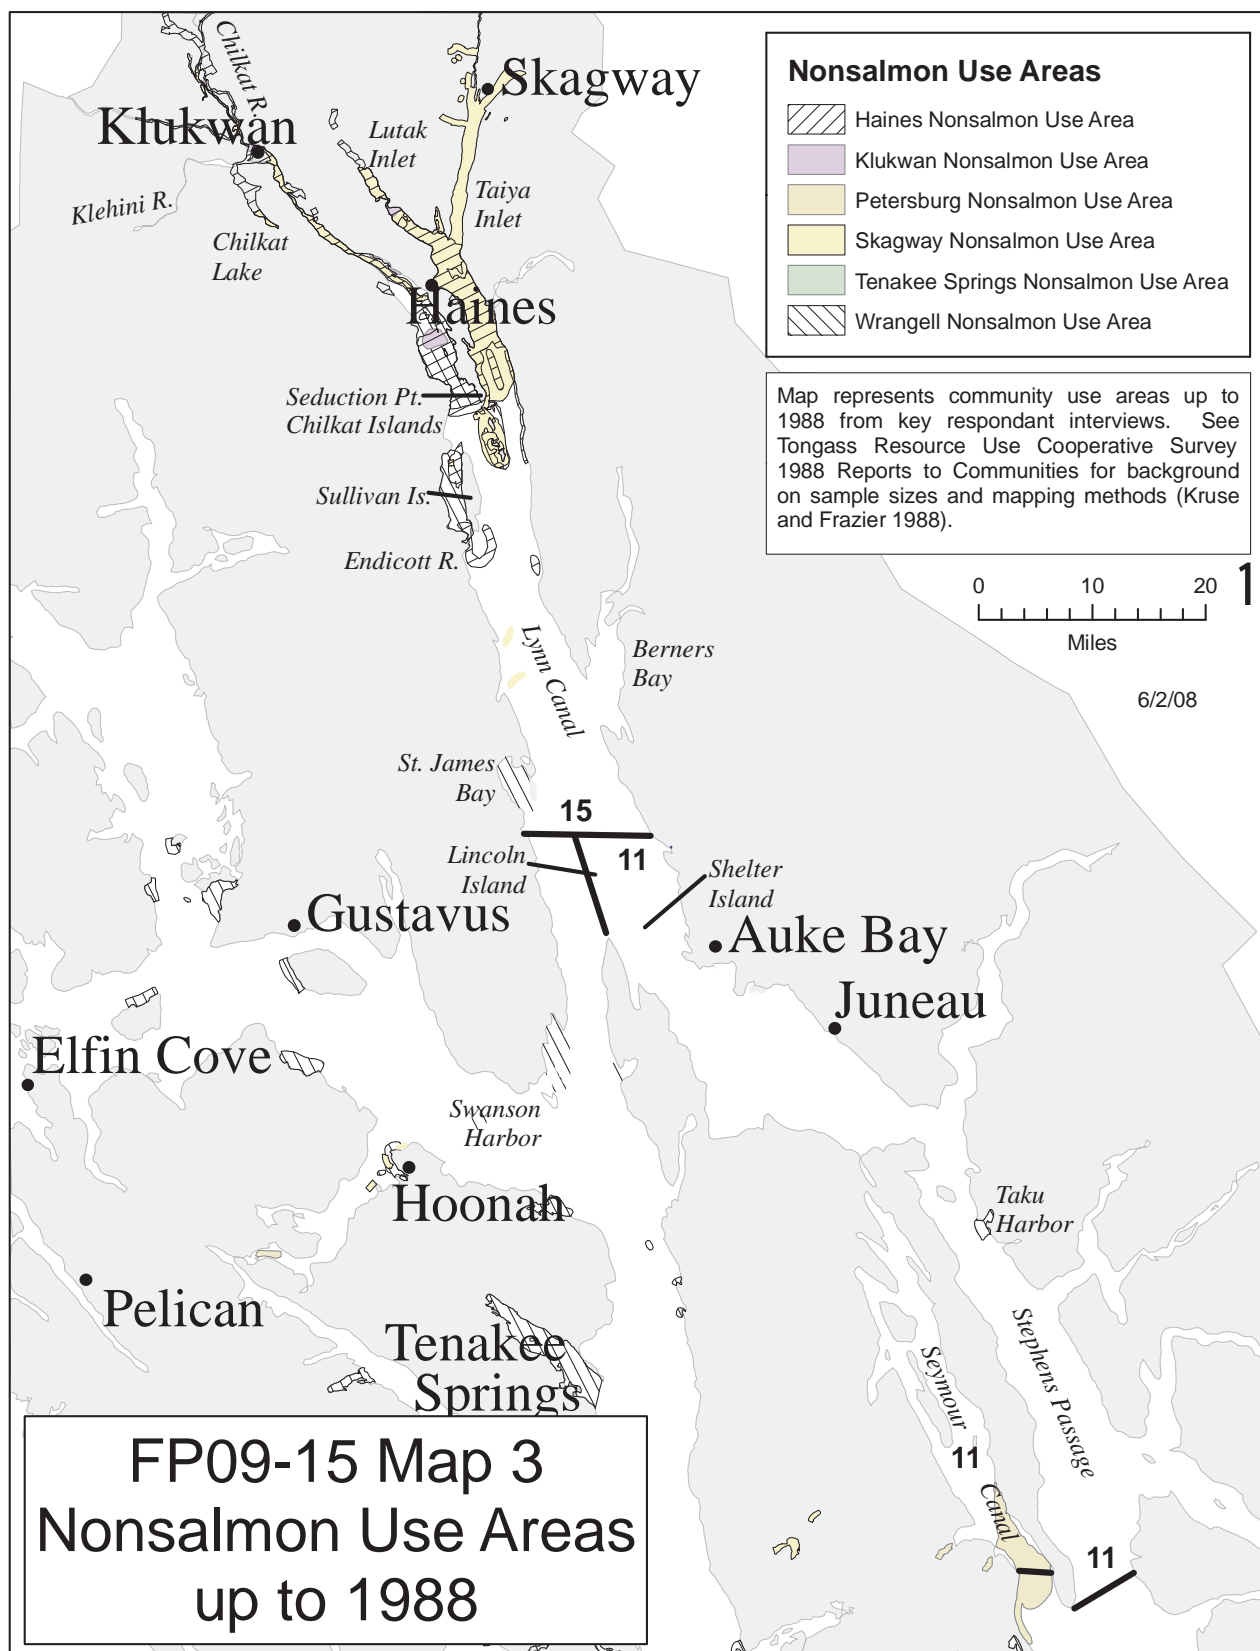 Chilkat R.
Skagway
Klukwan
Lutak
Inlet
Taiya
Inlet
Klehini R.
Chilkat
Lake
Haines
Seduction Pt.
Chilkat Islands
Sullivan Is.
Endicott R.
Nonsalmon Use Areas
Haines Nonsalmon Use Area
Klukwan Nonsalmon Use Area
Petersburg Nonsalmon Use Area
Skagway Nonsalmon Use Area
Tenakee Springs Nonsalmon Use Area
Wrangell Nonsalmon Use Area
Map represents community use areas up to
1988 from key respondant interviews. See
Tongass Resource Use Cooperative Survey
1988 Reports to Communities for background
on sample sizes and mapping methods (Kruse
and Frazier 1988).
0 10 20
Miles
1
6/2/08
Lynn Canal
Berners
Bay
St. James
Bay
15
11
Lincoln
Island
Shelter
Island
Gustavus
Auke Bay
Juneau
Elfin Cove
Swanson
Harbor
Hoonah
Taku
Harbor
Pelican
Tenakee
Springs
Stephens Passage
Seymour
11
Canal
11
FP09-15 Map 3
Nonsalmon Use Areas
up to 1988